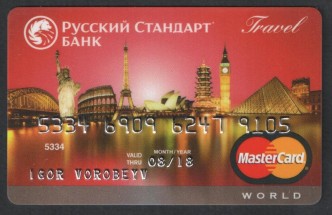 РУССКИЙ СТАНДАРТ
БАНК
Travel
5334 6909 6247 9105
5334
MONTH/YEAR
VALID
THRU 08/18
IGOR VOROBEYV
MasterCard
WORLD